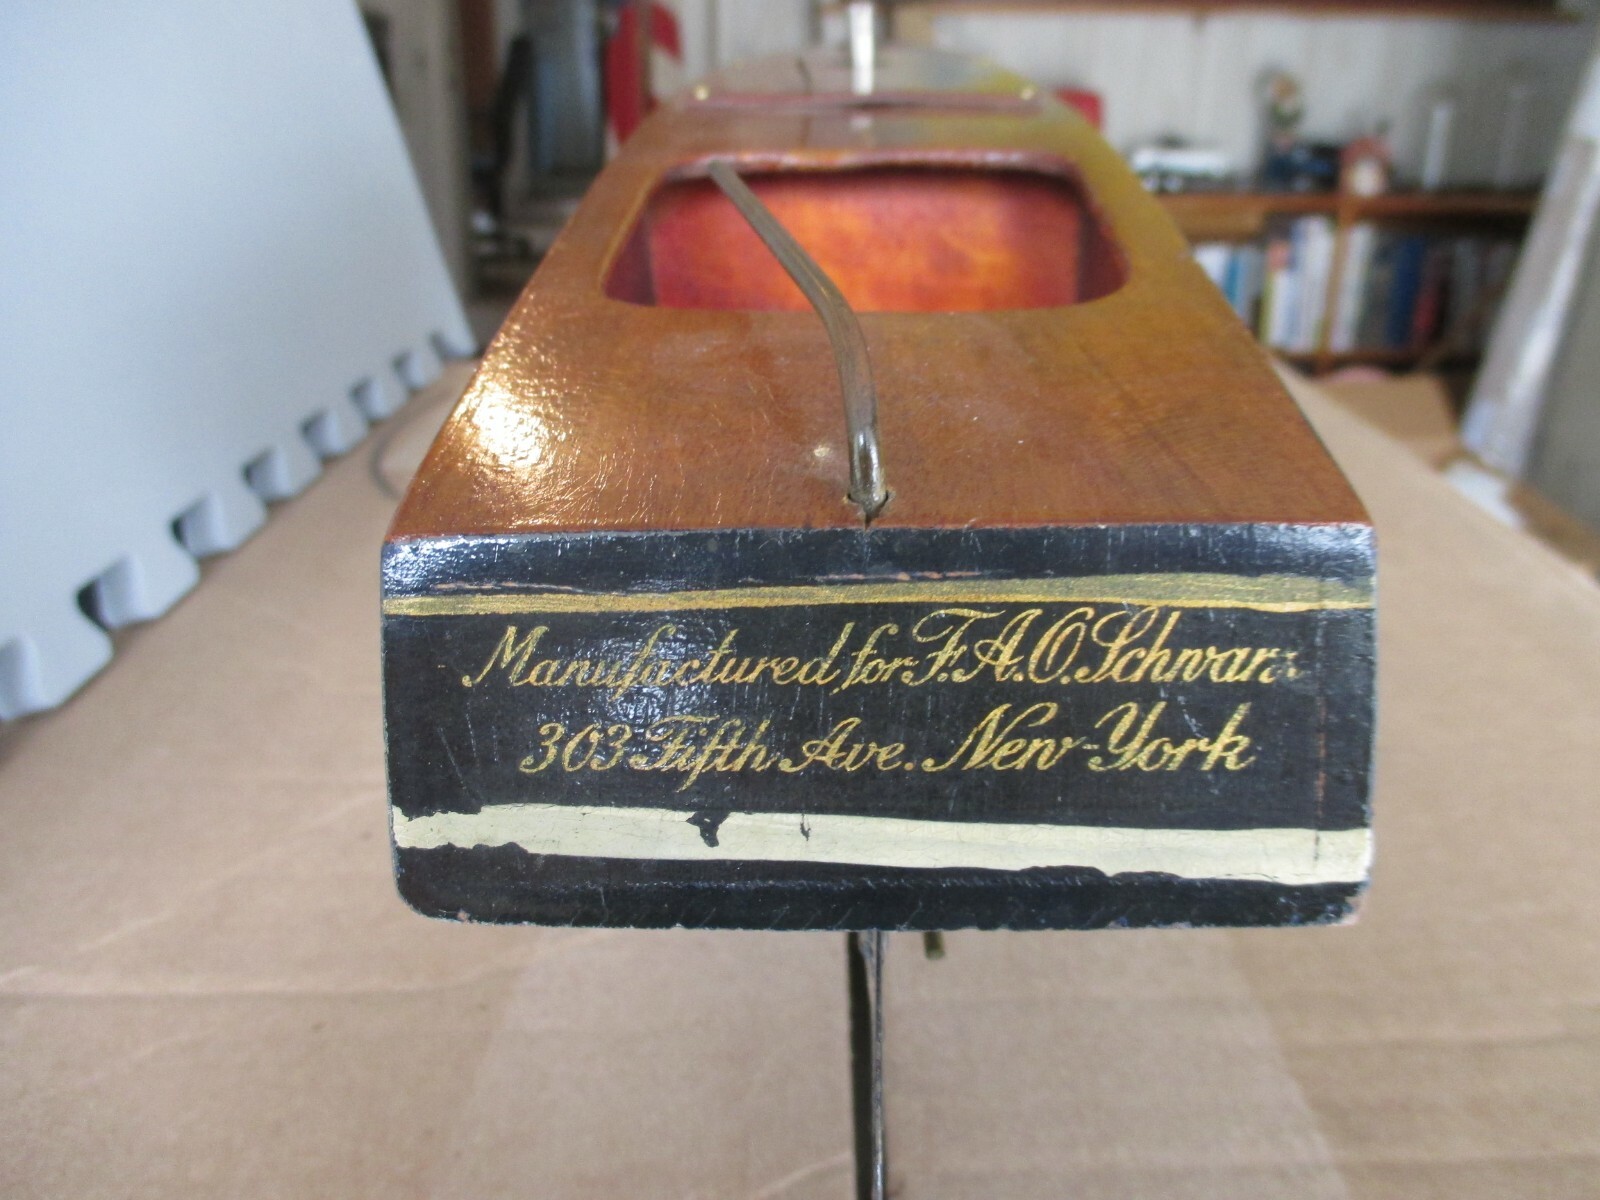 Manufactured for F.A.O. Schwarz
303 Fifth Ave. New-York